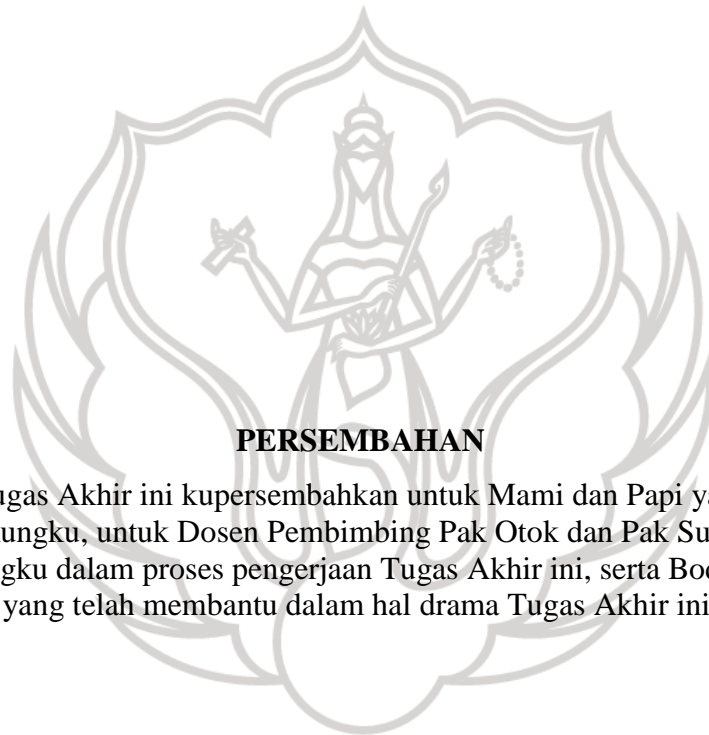 PERSEMBAHAN
ugas Akhir ini kupersembahkan untuk Mami dan Papi ya
ungku, untuk Dosen Pembimbing Pak Otok dan Pak Su
gku dalam proses pengerjaan Tugas Akhir ini, serta Boo
yang telah membantu dalam hal drama Tugas Akhir ini